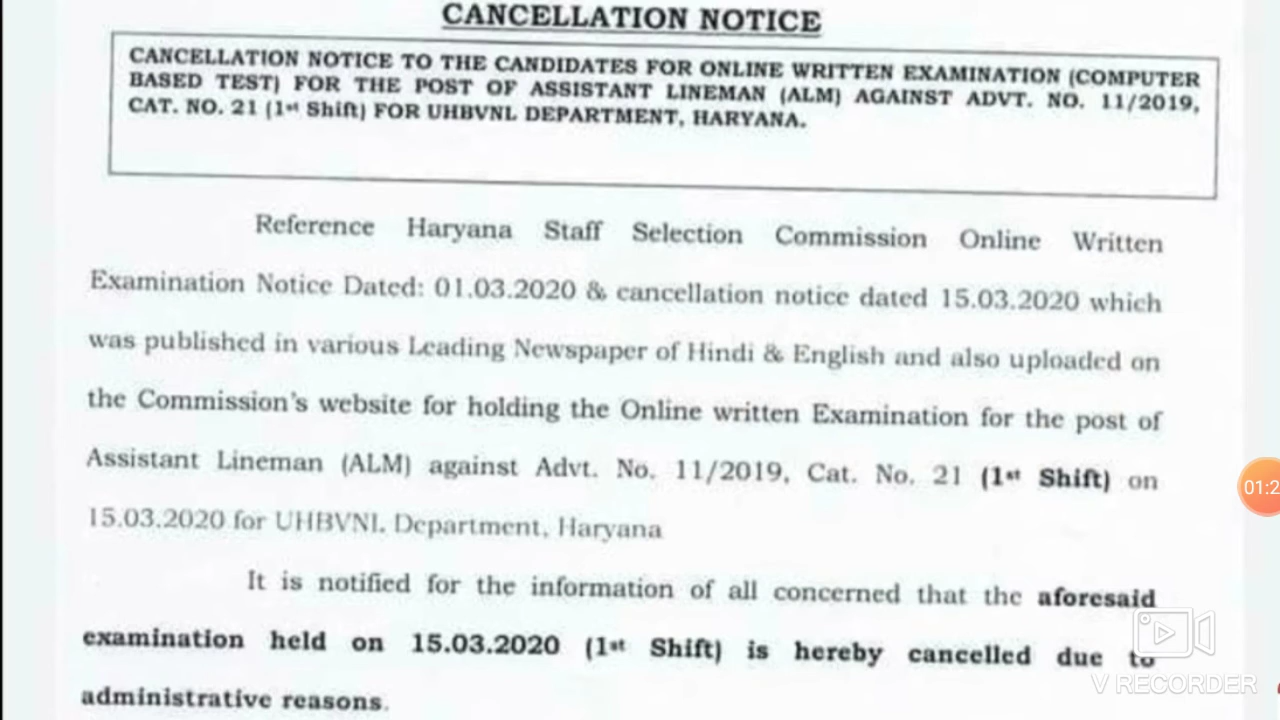 CANCELLATION NOTICE
CANCELLATION NOTICE TO THE CANDIDATES FOR ONLINE WRITTEN EXAMINATION (COMPUTER
BASED TEST) FOR THE POST OF ASSISTANT LINEMAN (ALM) AGAINST ADVT. NO. 11/2019,
CAT. NO. 21 (1st Shift) FOR UHBVNL DEPARTMENT, HARYANA.
Reference Haryana Staff Selection Commission Online Written
Examination Notice Dated: 01.03.2020 & cancellation notice dated 15.03.2020 which
was published in various Leading Newspaper of Hindi & English and also uploaded on
the Commission's website for holding the Online written Examination for the post of
Assistant Lineman (ALM) against Advt. No. 11/2019, Cat. No. 21 (1st Shift) on
15.03.2020 for UHBVNL Department, Haryana
It is notified for the information of all concerned that the aforesaid
examination held on 15.03.2020 (1st Shift) is hereby cancelled due to
administrative reasons.
01:2
V RECORDER